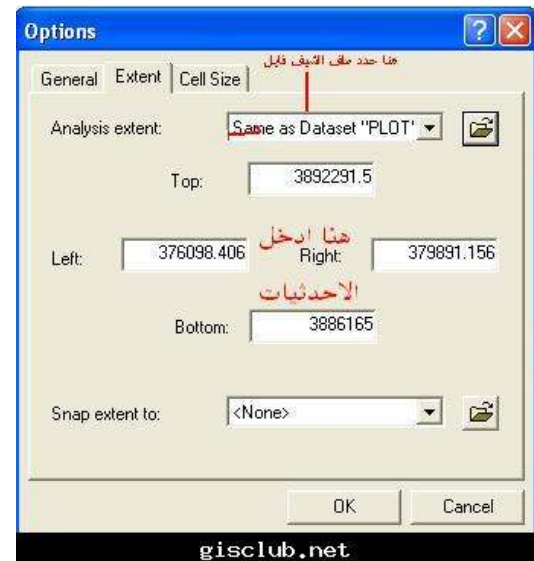 Options
هنا حدد ملف الشيف فايل
General Extent Cell Size
Analysis extent: Same as Dataset "PLOT"
Top: 3892291.5
هنا ادخل
Left: 376098.406 Right: 379891.156
الاحدثيات
Bottom: 3886165
Snap extent to: <None>
OK Cancel
gisclub.net